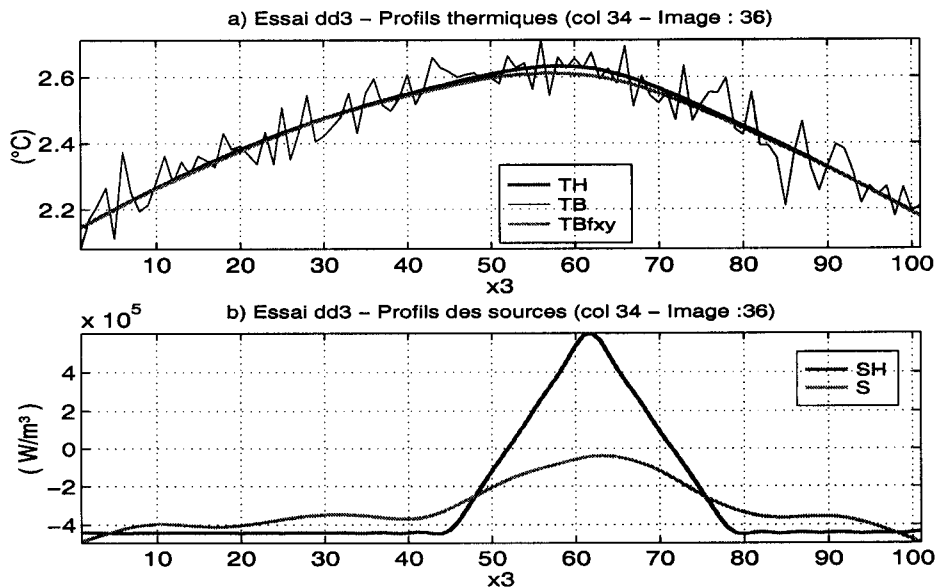 a) Essai dd3 – Profils thermiques (col 34 – Image : 36)
(°C)
2.6
2.4
2.2
TH
TB
TBfxy
10 20 30 40 50 60 70 80 90 100
x3
x 10⁵
b) Essai dd3 – Profils des sources (col 34 – Image :36)
( W/m³ )
4
2
0
−2
−4
SH
S
10 20 30 40 50 60 70 80 90 100
x3